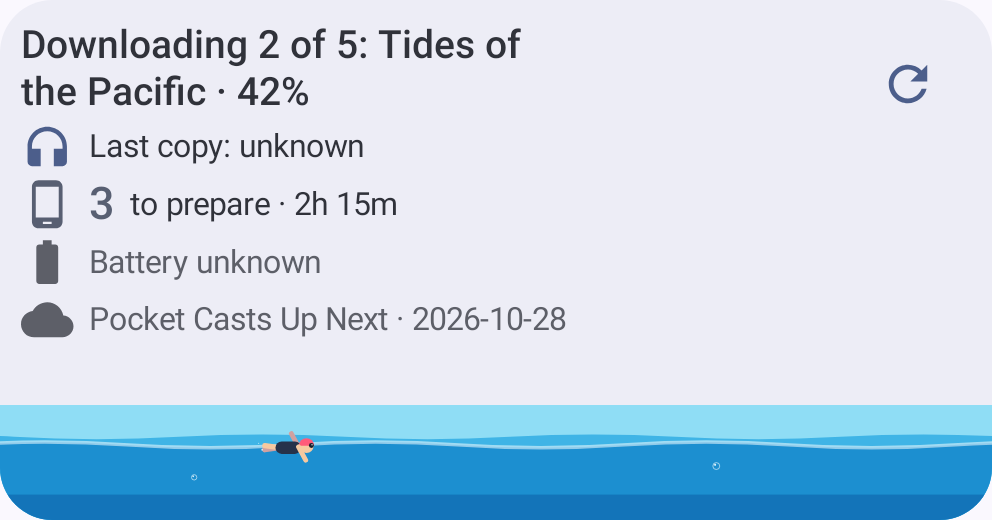 Downloading 2 of 5: Tides of
the Pacific · 42%
Last copy: unknown
3 to prepare · 2h 15m
Battery unknown
Pocket Casts Up Next · 2026-10-28